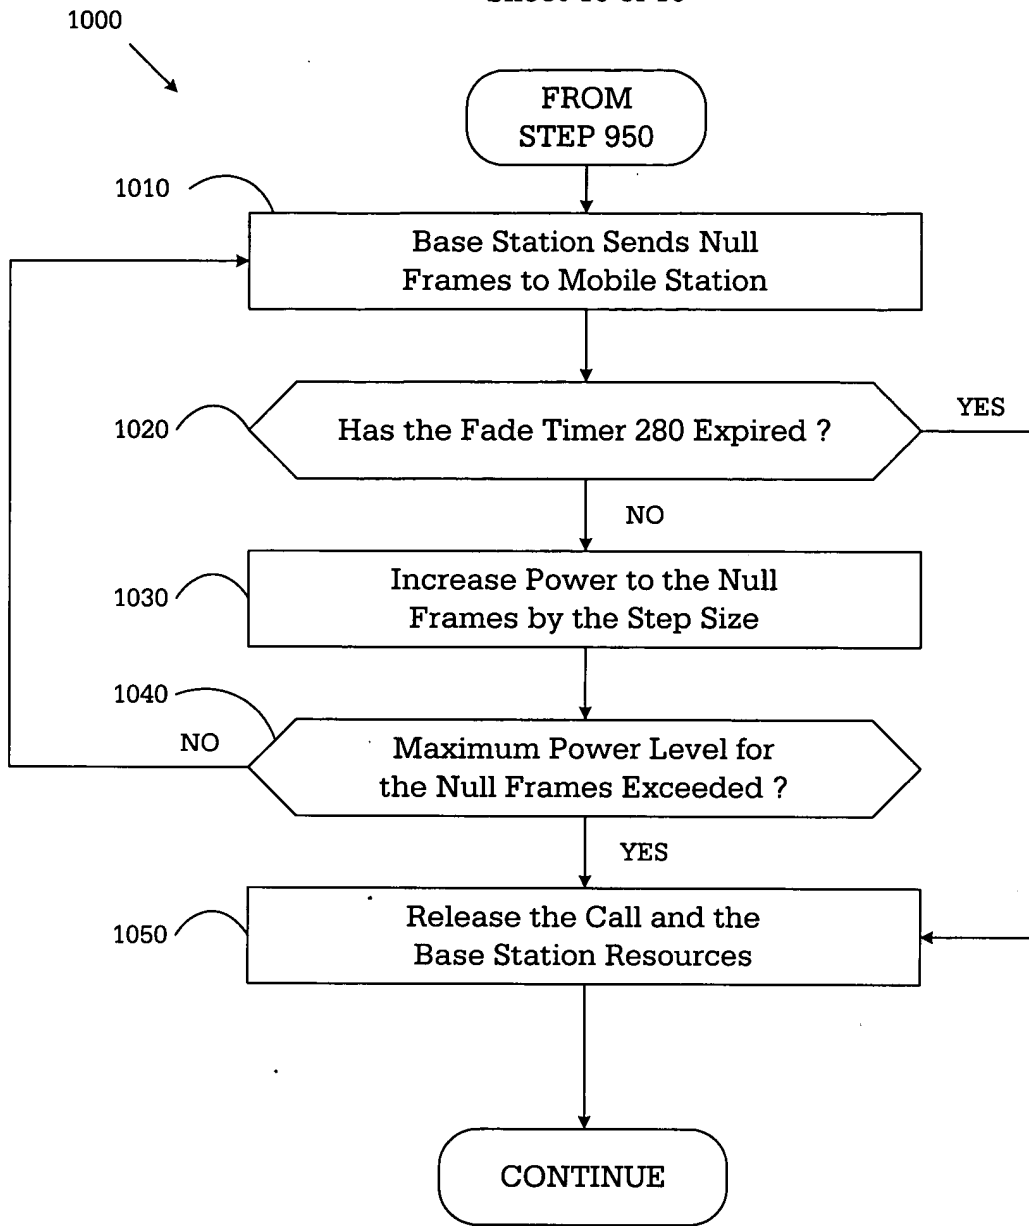 1000
FROM
STEP 950
1010
Base Station Sends Null
Frames to Mobile Station
1020
Has the Fade Timer 280 Expired ?
YES
NO
1030
Increase Power to the Null
Frames by the Step Size
1040
NO
Maximum Power Level for
the Null Frames Exceeded ?
YES
1050
Release the Call and the
Base Station Resources
CONTINUE